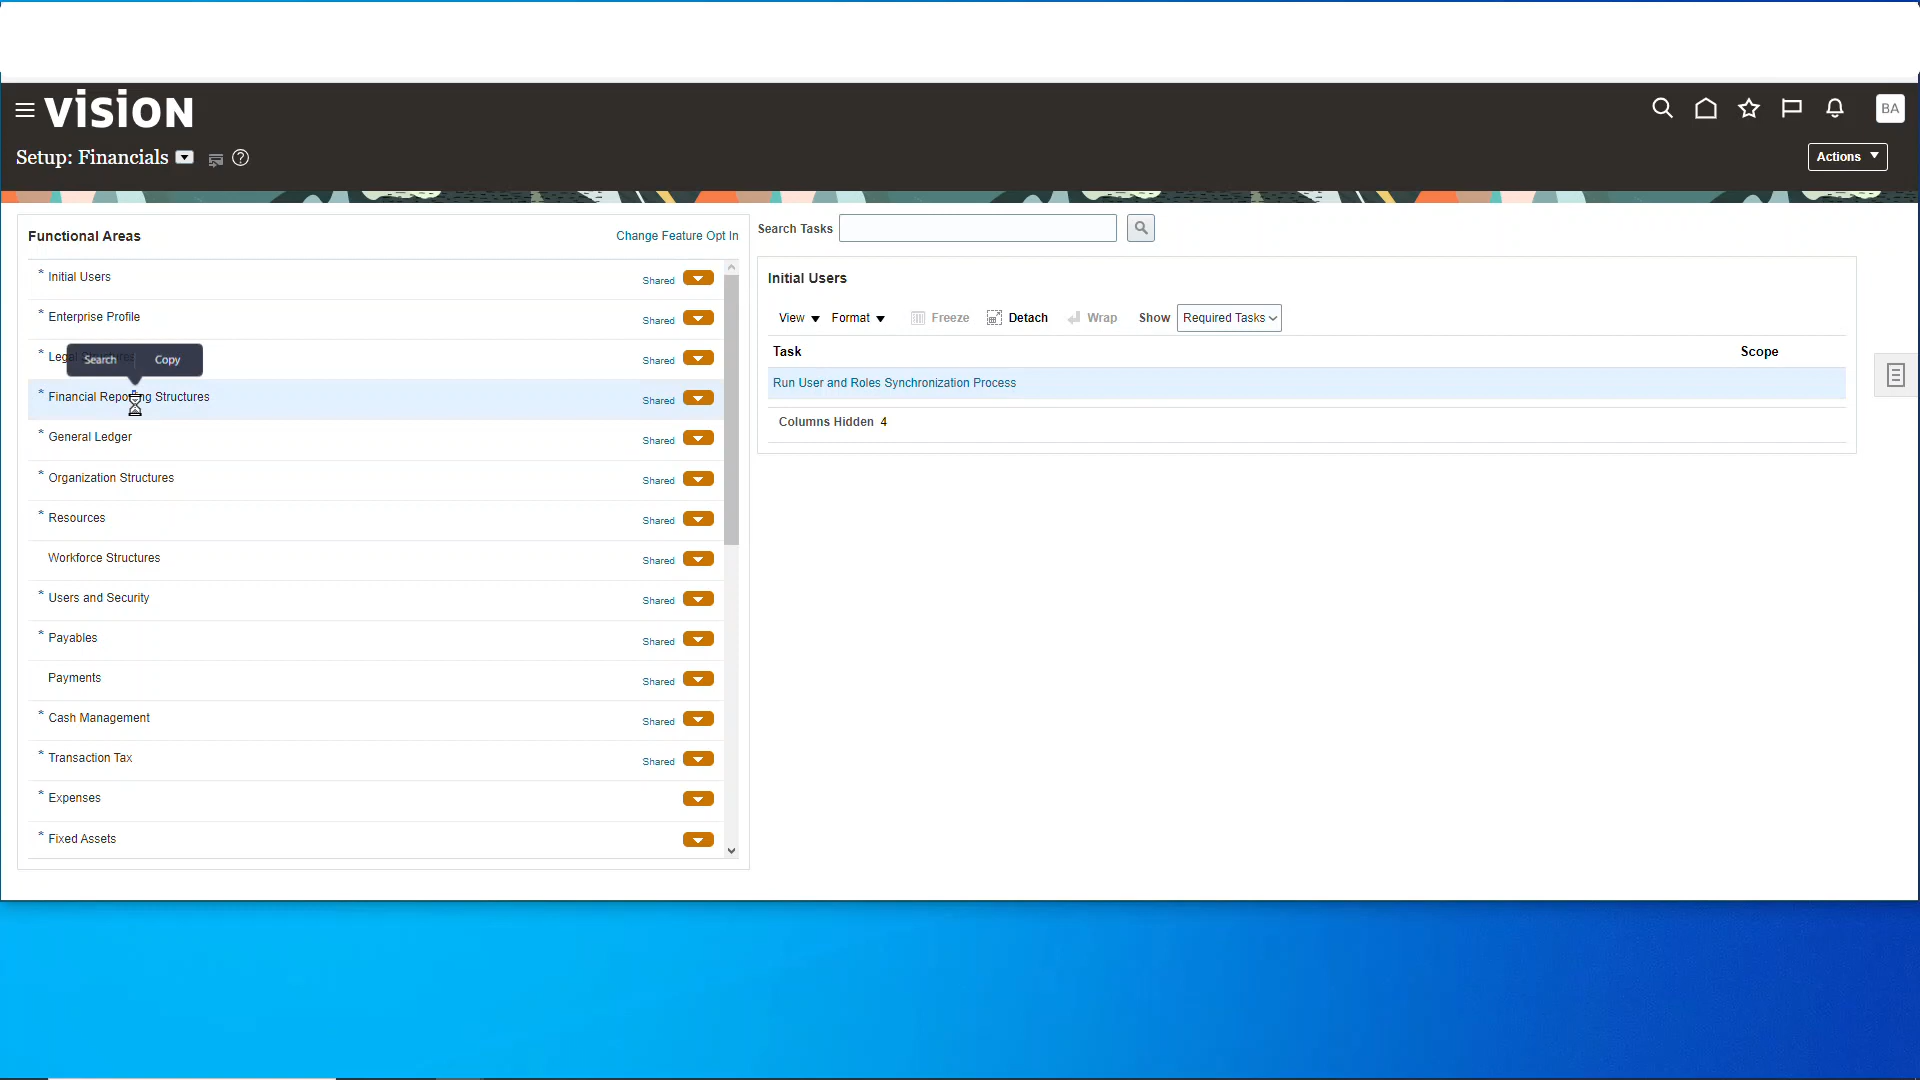 vision
BA
Setup: Financials
Actions
Functional Areas
Change Feature Opt In
* Initial Users
Shared
* Enterprise Profile
Shared
* Legal Structures
Shared
Search
Copy
* Financial Reporting Structures
Shared
* General Ledger
Shared
* Organization Structures
Shared
* Resources
Shared
Workforce Structures
Shared
* Users and Security
Shared
* Payables
Shared
Payments
Shared
* Cash Management
Shared
* Transaction Tax
Shared
* Expenses
* Fixed Assets
Search Tasks
Initial Users
View Format Freeze Detach Wrap Show Required Tasks
Task Scope
Run User and Roles Synchronization Process
Columns Hidden 4